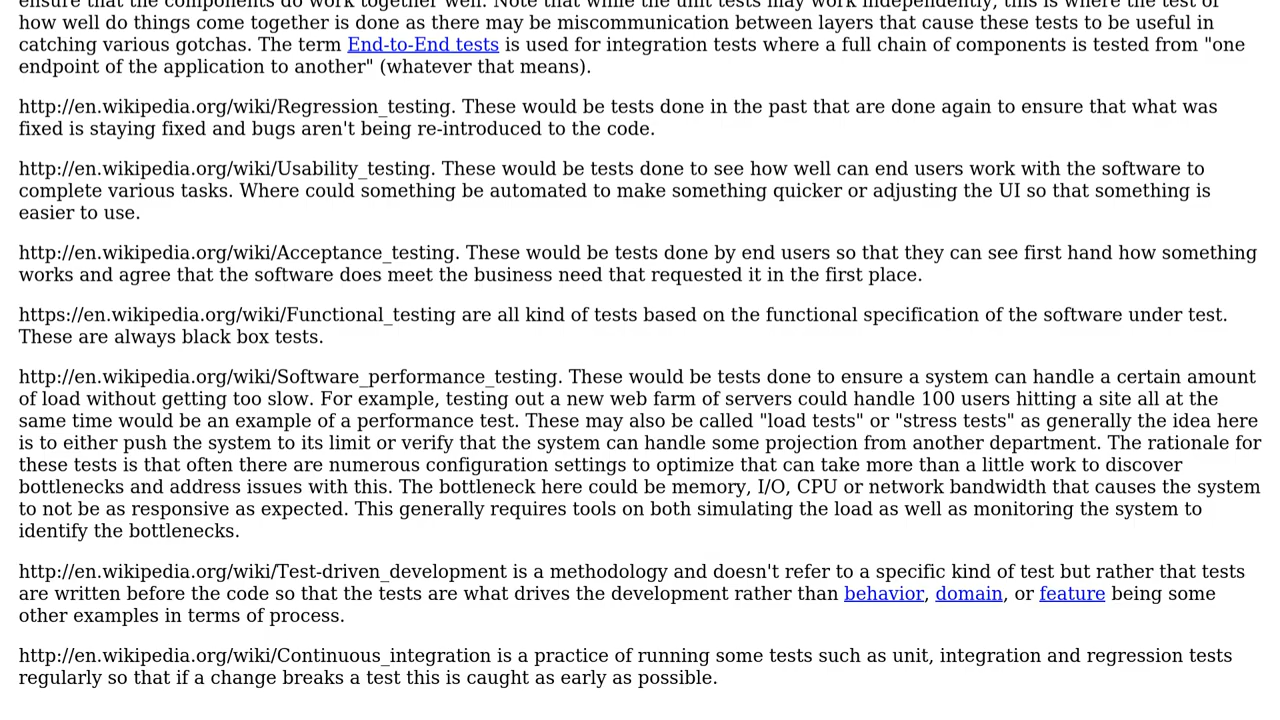 ensure that the components do work together well. Note that while the unit tests may work independently, this is where the test of
how well do things come together is done as there may be miscommunication between layers that cause these tests to be useful in
catching various gotchas. The term End-to-End tests is used for integration tests where a full chain of components is tested from "one
endpoint of the application to another" (whatever that means).
http://en.wikipedia.org/wiki/Regression_testing. These would be tests done in the past that are done again to ensure that what was
fixed is staying fixed and bugs aren't being re-introduced to the code.
http://en.wikipedia.org/wiki/Usability_testing. These would be tests done to see how well can end users work with the software to
complete various tasks. Where could something be automated to make something quicker or adjusting the UI so that something is
easier to use.
http://en.wikipedia.org/wiki/Acceptance_testing. These would be tests done by end users so that they can see first hand how something
works and agree that the software does meet the business need that requested it in the first place.
https://en.wikipedia.org/wiki/Functional_testing are all kind of tests based on the functional specification of the software under test.
These are always black box tests.
http://en.wikipedia.org/wiki/Software_performance_testing. These would be tests done to ensure a system can handle a certain amount
of load without getting too slow. For example, testing out a new web farm of servers could handle 100 users hitting a site all at the
same time would be an example of a performance test. These may also be called "load tests" or "stress tests" as generally the idea here
is to either push the system to its limit or verify that the system can handle some projection from another department. The rationale for
these tests is that often there are numerous configuration settings to optimize that can take more than a little work to discover
bottlenecks and address issues with this. The bottleneck here could be memory, I/O, CPU or network bandwidth that causes the system
to not be as responsive as expected. This generally requires tools on both simulating the load as well as monitoring the system to
identify the bottlenecks.
http://en.wikipedia.org/wiki/Test-driven_development is a methodology and doesn't refer to a specific kind of test but rather that tests
are written before the code so that the tests are what drives the development rather than behavior, domain, or feature being some
other examples in terms of process.
http://en.wikipedia.org/wiki/Continuous_integration is a practice of running some tests such as unit, integration and regression tests
regularly so that if a change breaks a test this is caught as early as possible.